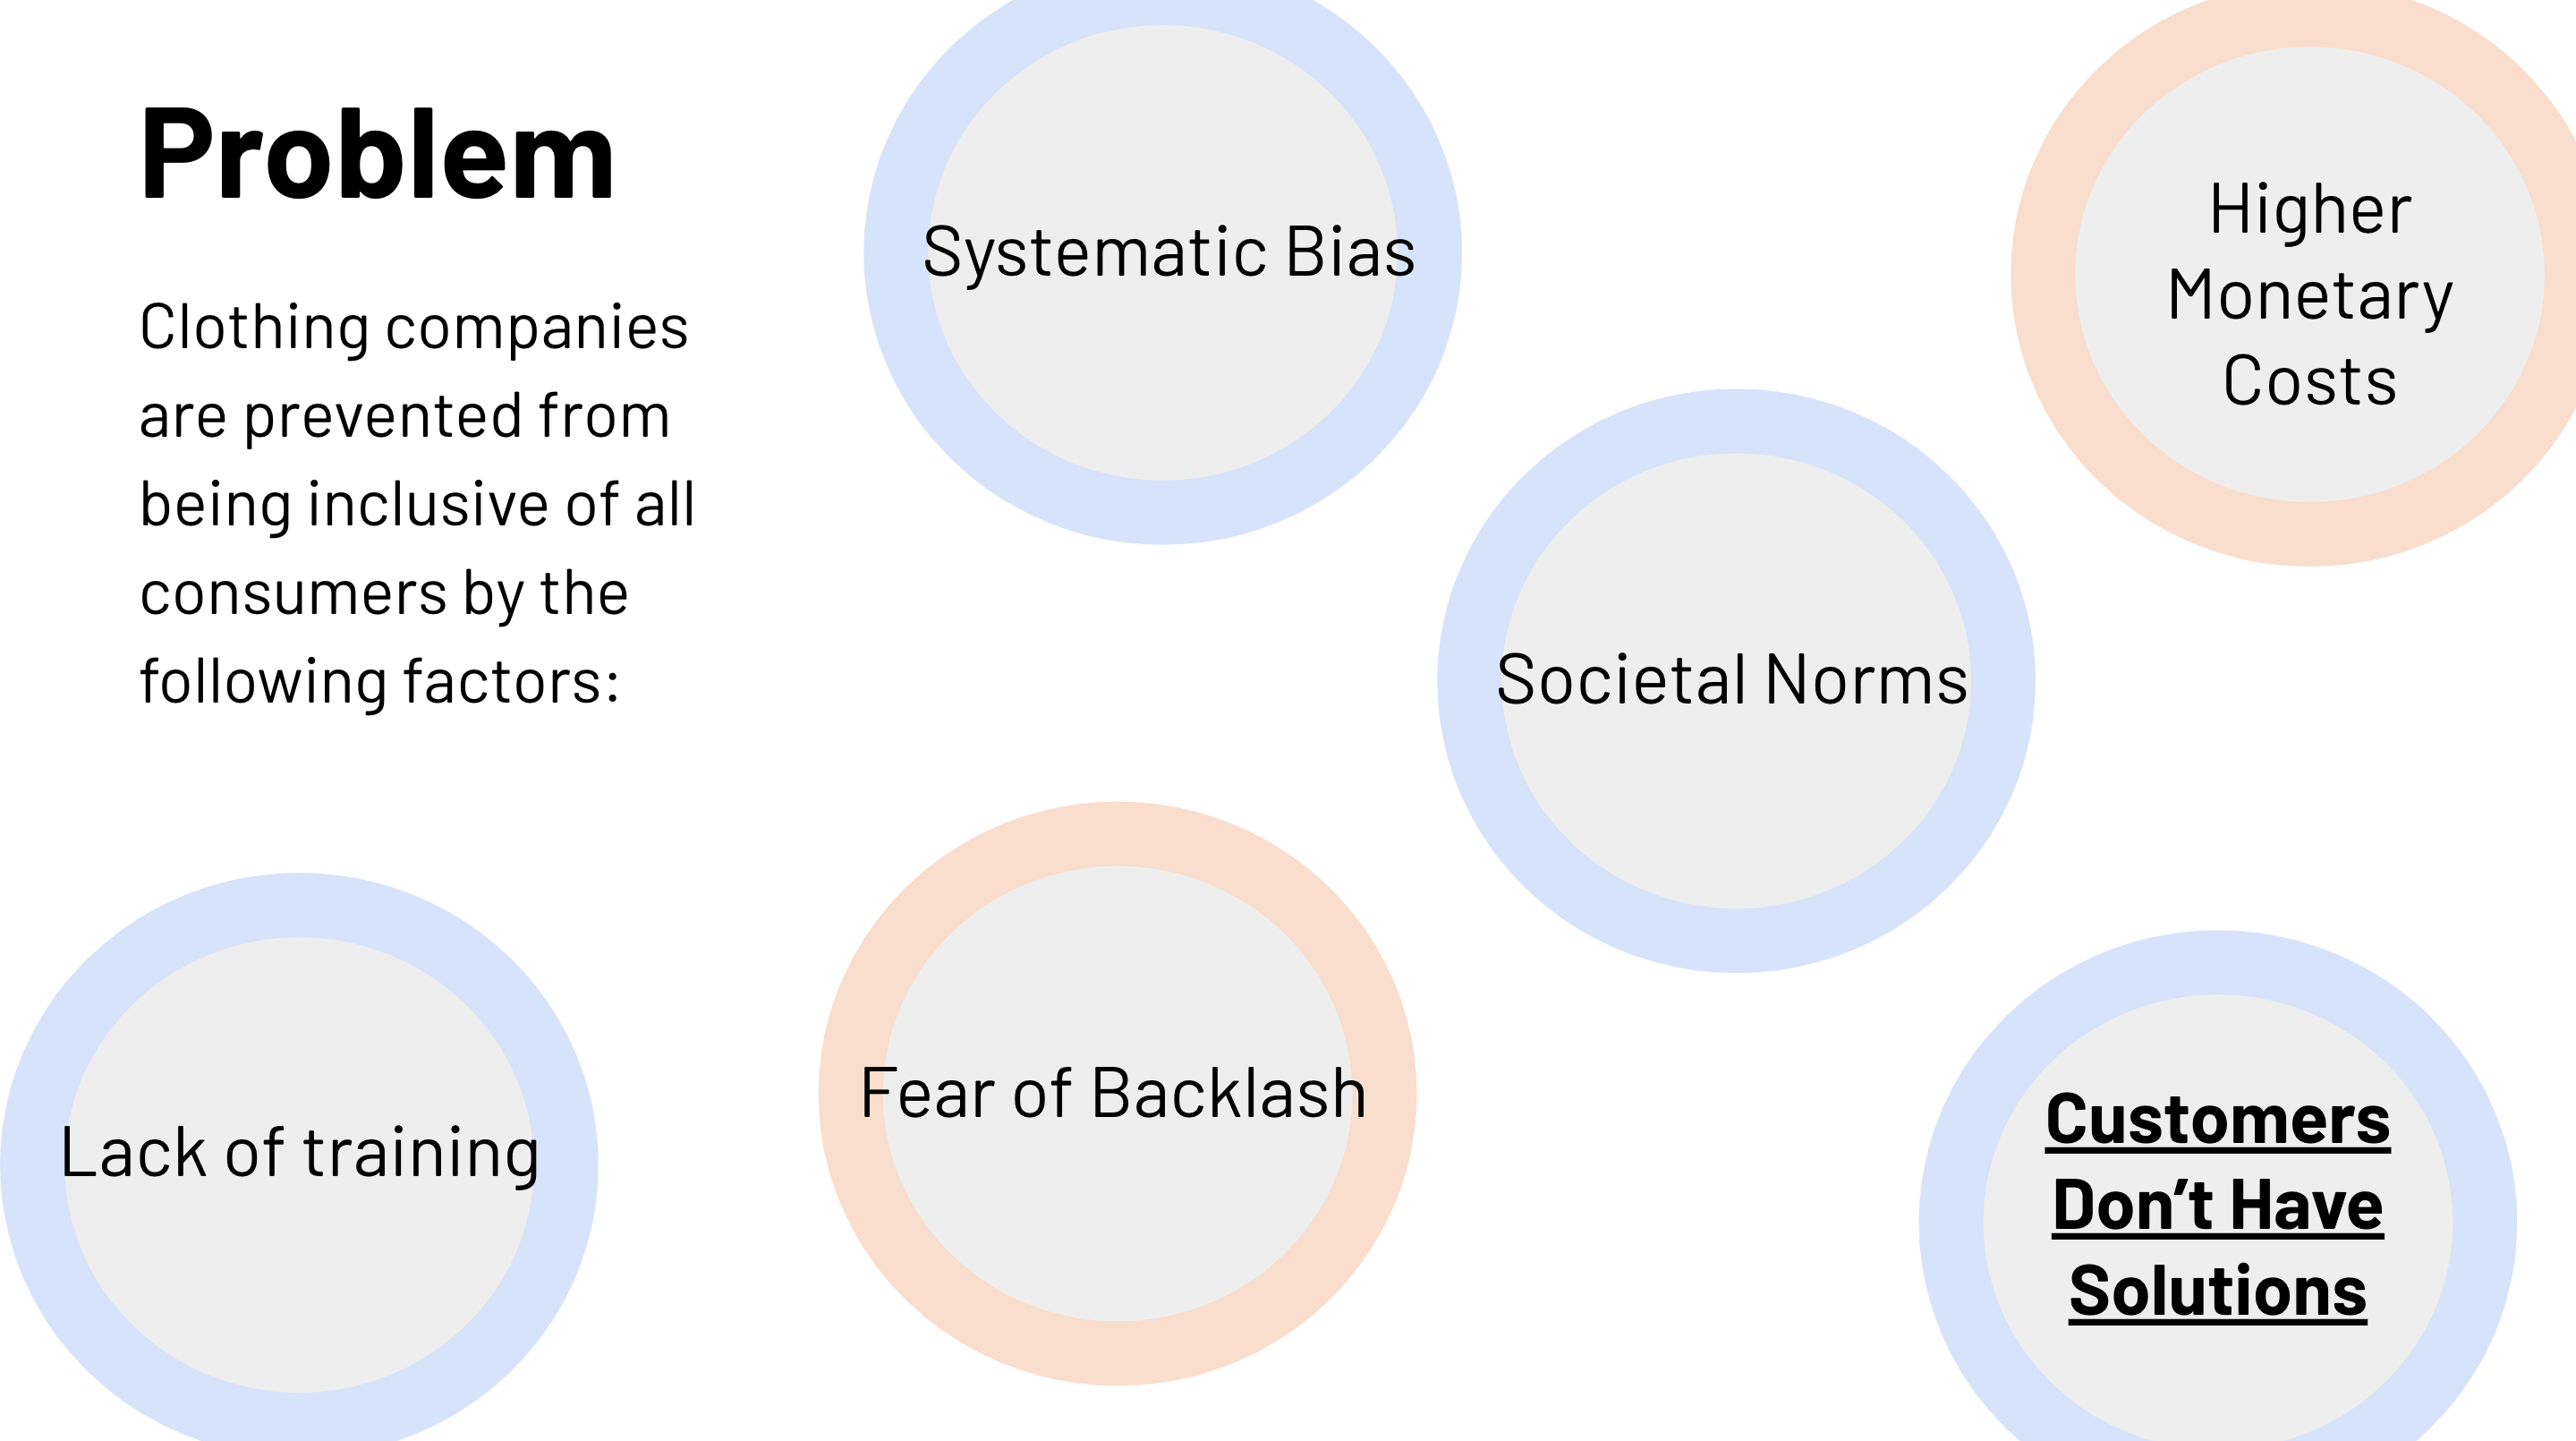 Problem
Clothing companies
are prevented from
being inclusive of all
consumers by the
following factors:
Systematic Bias
Higher
Monetary
Costs
Societal Norms
Lack of training
Fear of Backlash
Customers
Don’t Have
Solutions